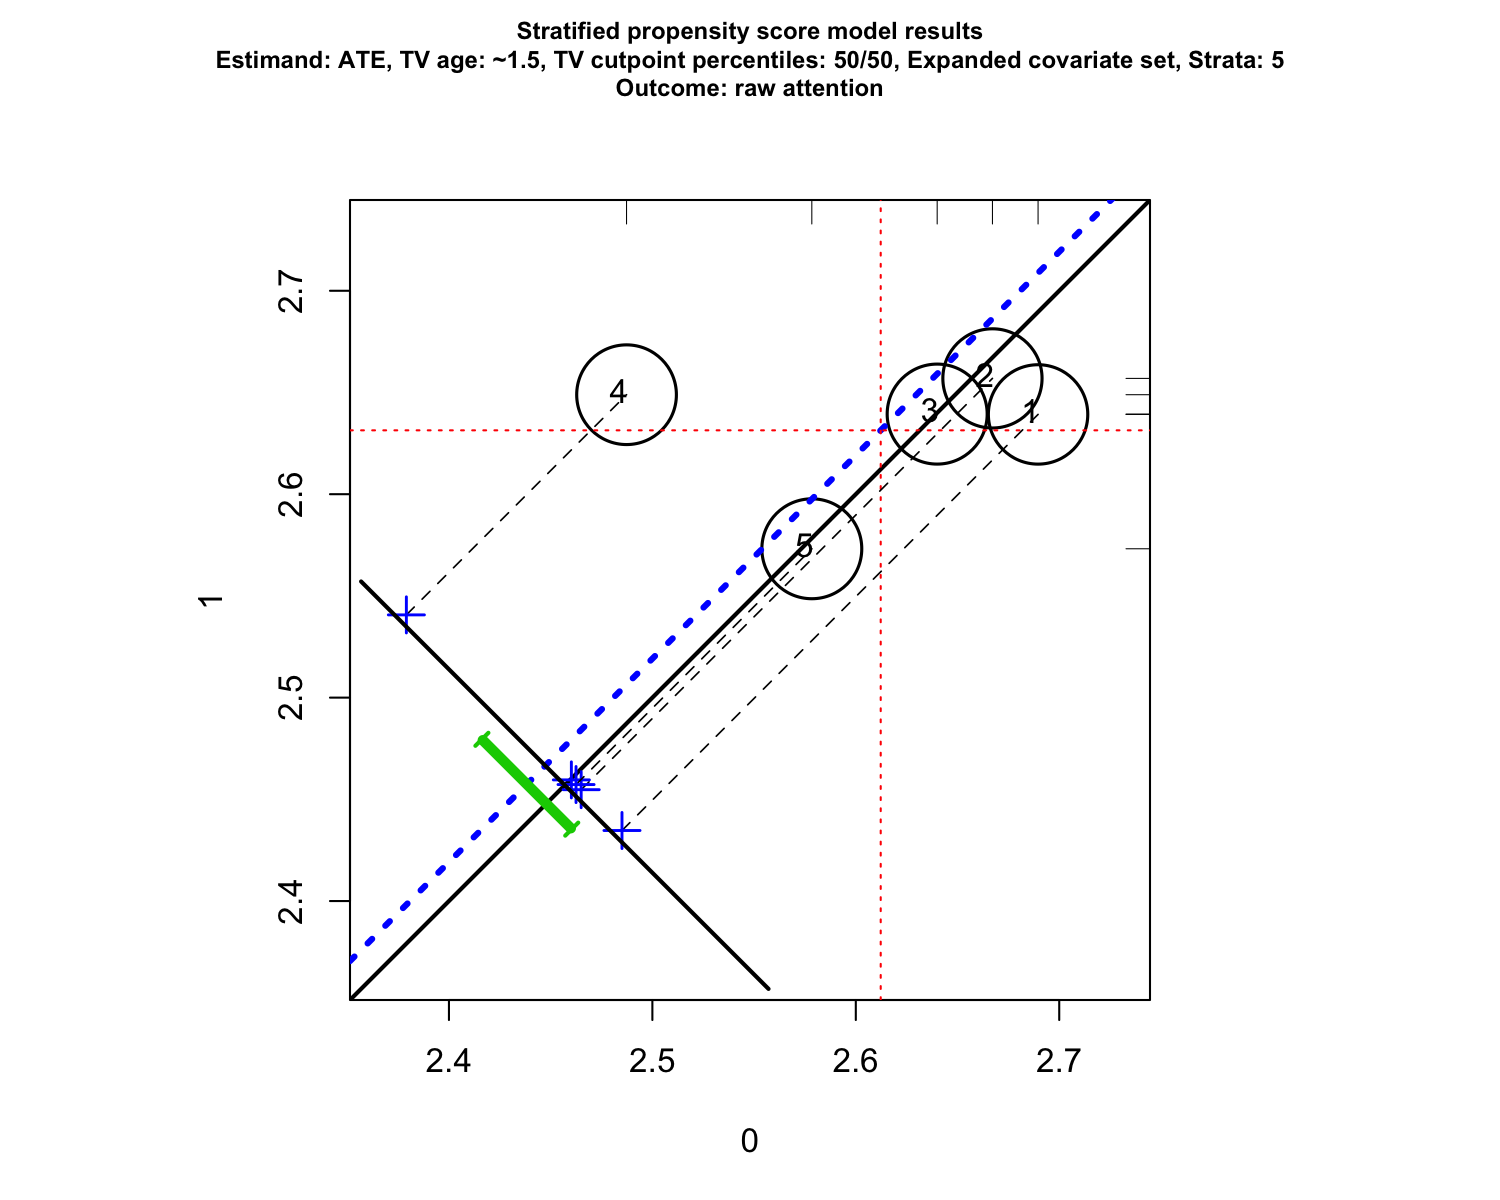 Stratified propensity score model results
Estimand: ATE, TV age: ~1.5, TV cutpoint percentiles: 50/50, Expanded covariate set, Strata: 5
Outcome: raw attention
2.7
4
2
3
1
2.6
5
1
2.5
2.4
2.4 2.5 2.6 2.7
0